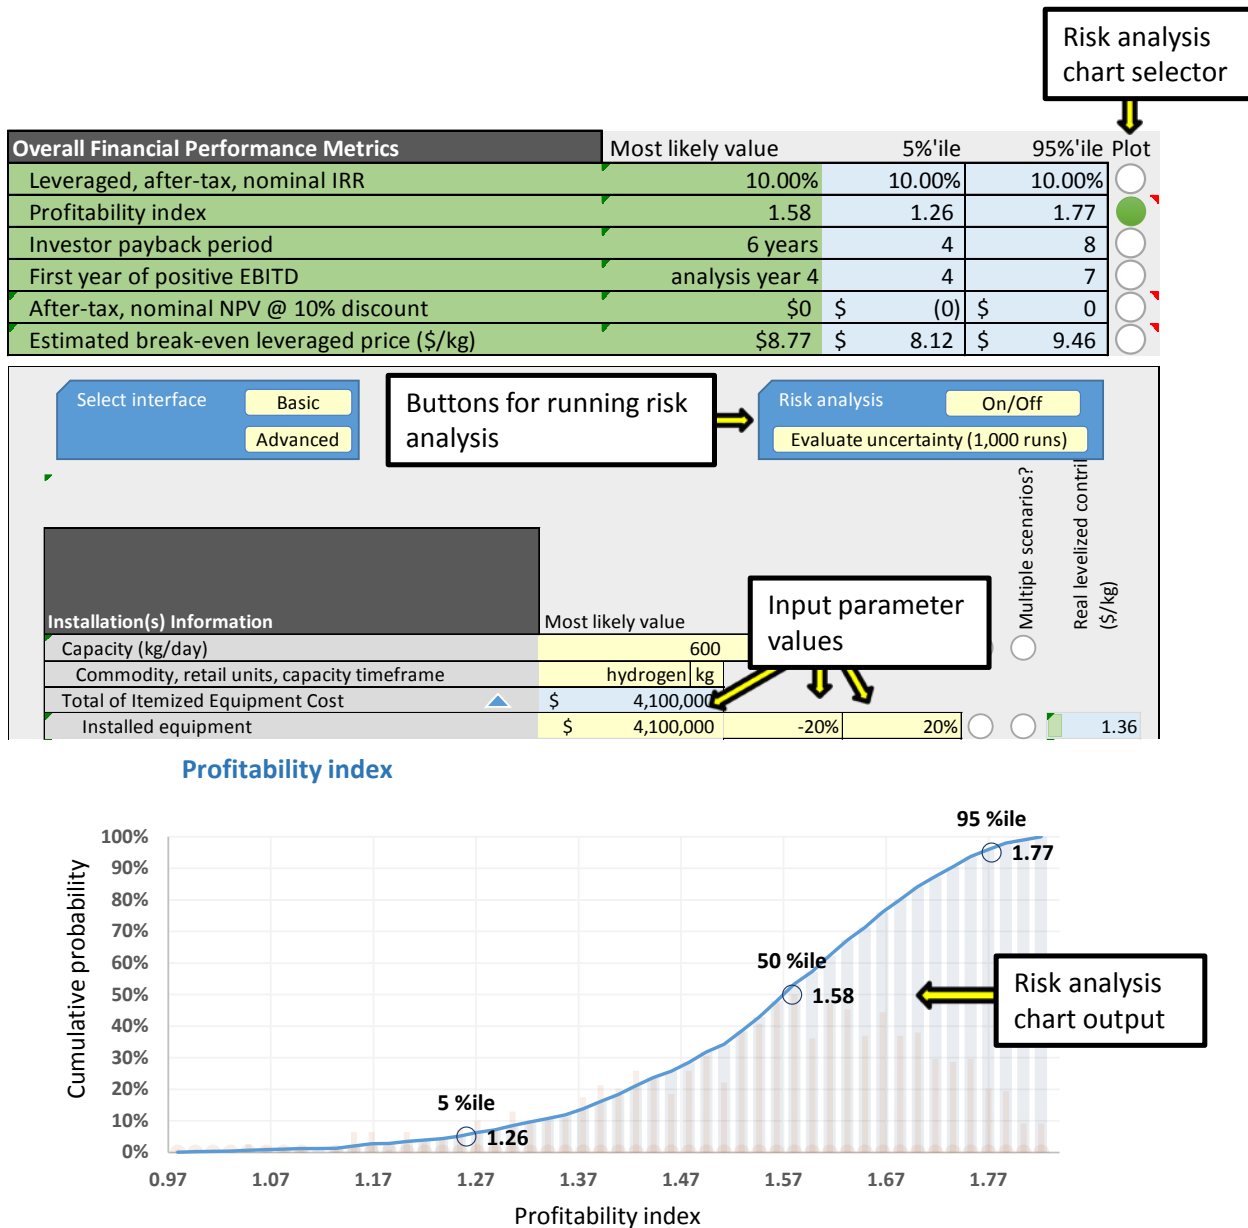 Risk analysis
chart selector
Overall Financial Performance Metrics Most likely value 5%'ile 95%'ile Plot
Leveraged, after-tax, nominal IRR 10.00% 10.00% 10.00%
Profitability index 1.58 1.26 1.77
Investor payback period 6 years 4 8
First year of positive EBITD analysis year 4 4 7
After-tax, nominal NPV @ 10% discount $0 $ (0) $ 0
Estimated break-even leveraged price ($/kg) $8.77 $ 8.12 $ 9.46
Select interface Basic
Advanced
Buttons for running risk
analysis
Risk analysis On/Off
Evaluate uncertainty (1,000 runs)
Multiple scenarios?
Real levelized
($/kg)
Input parameter
values
Installation(s) Information Most likely value
Capacity (kg/day) 600
Commodity, retail units, capacity timeframe hydrogen kg
Total of Itemized Equipment Cost $ 4,100,000
Installed equipment $ 4,100,000 -20% 20% 1.36
Profitability index
Cumulative probability
100%
90%
80%
70%
60%
50%
40%
30%
20%
10%
0%
95 %ile
1.77
50 %ile
1.58
5 %ile
1.26
Risk analysis
chart output
0.97 1.07 1.17 1.27 1.37 1.47 1.57 1.67 1.77
Profitability index